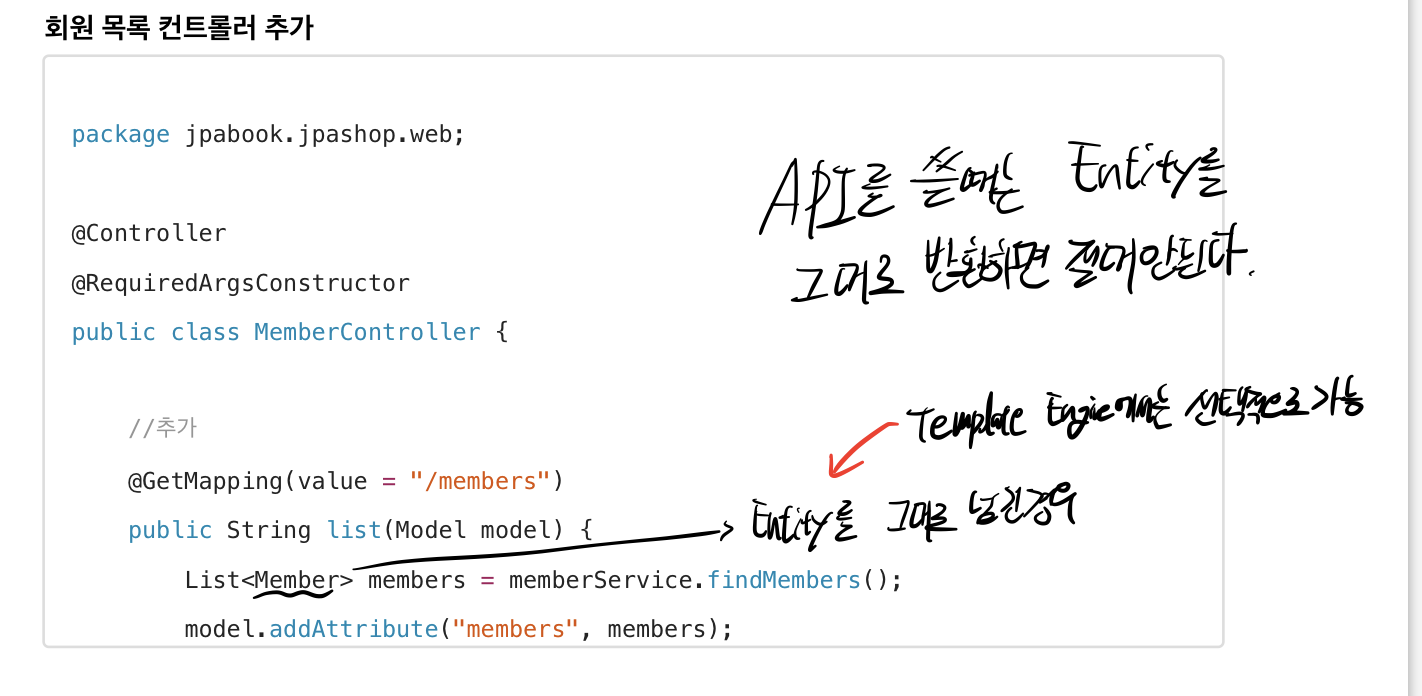 회원 목록 컨트롤러 추가
package jpabook.jpashop.web;
API를 쓸때는 Entity를
그대로 반환하면 절대안된다.
@Controller
@RequiredArgsConstructor
public class MemberController {
//추가
Template Engie에서는 선택적으로 가능
@GetMapping(value = "/members")
Entity를 그대로 넘긴경우
public String list(Model model) {
List<Member> members = memberService.findMembers();
model.addAttribute("members", members);